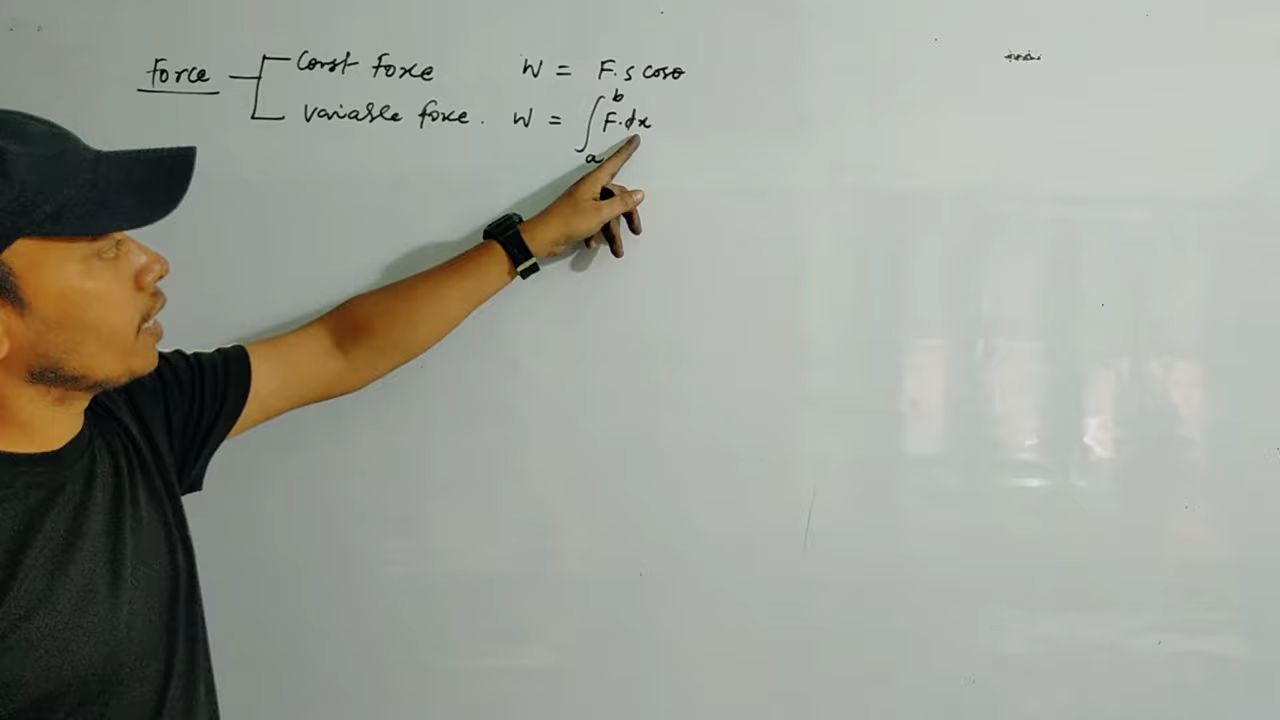 Force const force W = F.s cosθ
variable force. W = ∫ₐᵇ F.dx